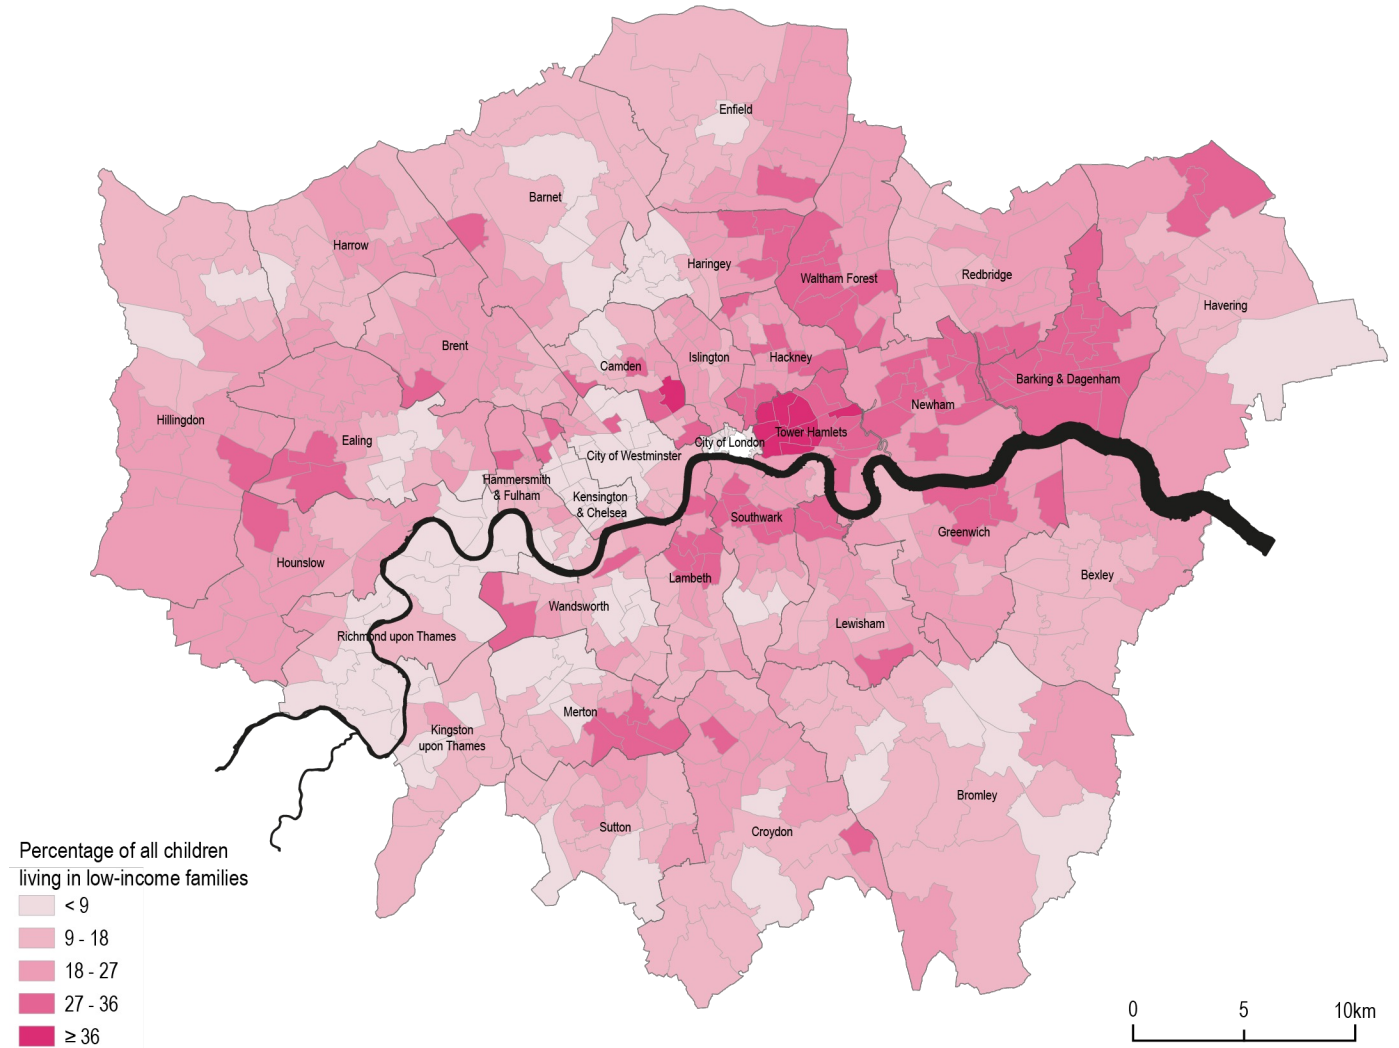 Enfield
Barnet
Harrow
Haringey
Waltham Forest
Redbridge
Havering
Brent
Camden
Islington
Hackney
Barking & Dagenham
Newham
Hillingdon
Ealing
Tower Hamlets
City of London
City of Westminster
Hammersmith
& Fulham
Kensington
& Chelsea
Southwark
Greenwich
Hounslow
Lambeth
Bexley
Wandsworth
Lewisham
Richmond upon Thames
Merton
Kingston
upon Thames
Bromley
Sutton
Croydon
Percentage of all children
living in low-income families
< 9
9 - 18
18 - 27
27 - 36
≥ 36
0 5 10km